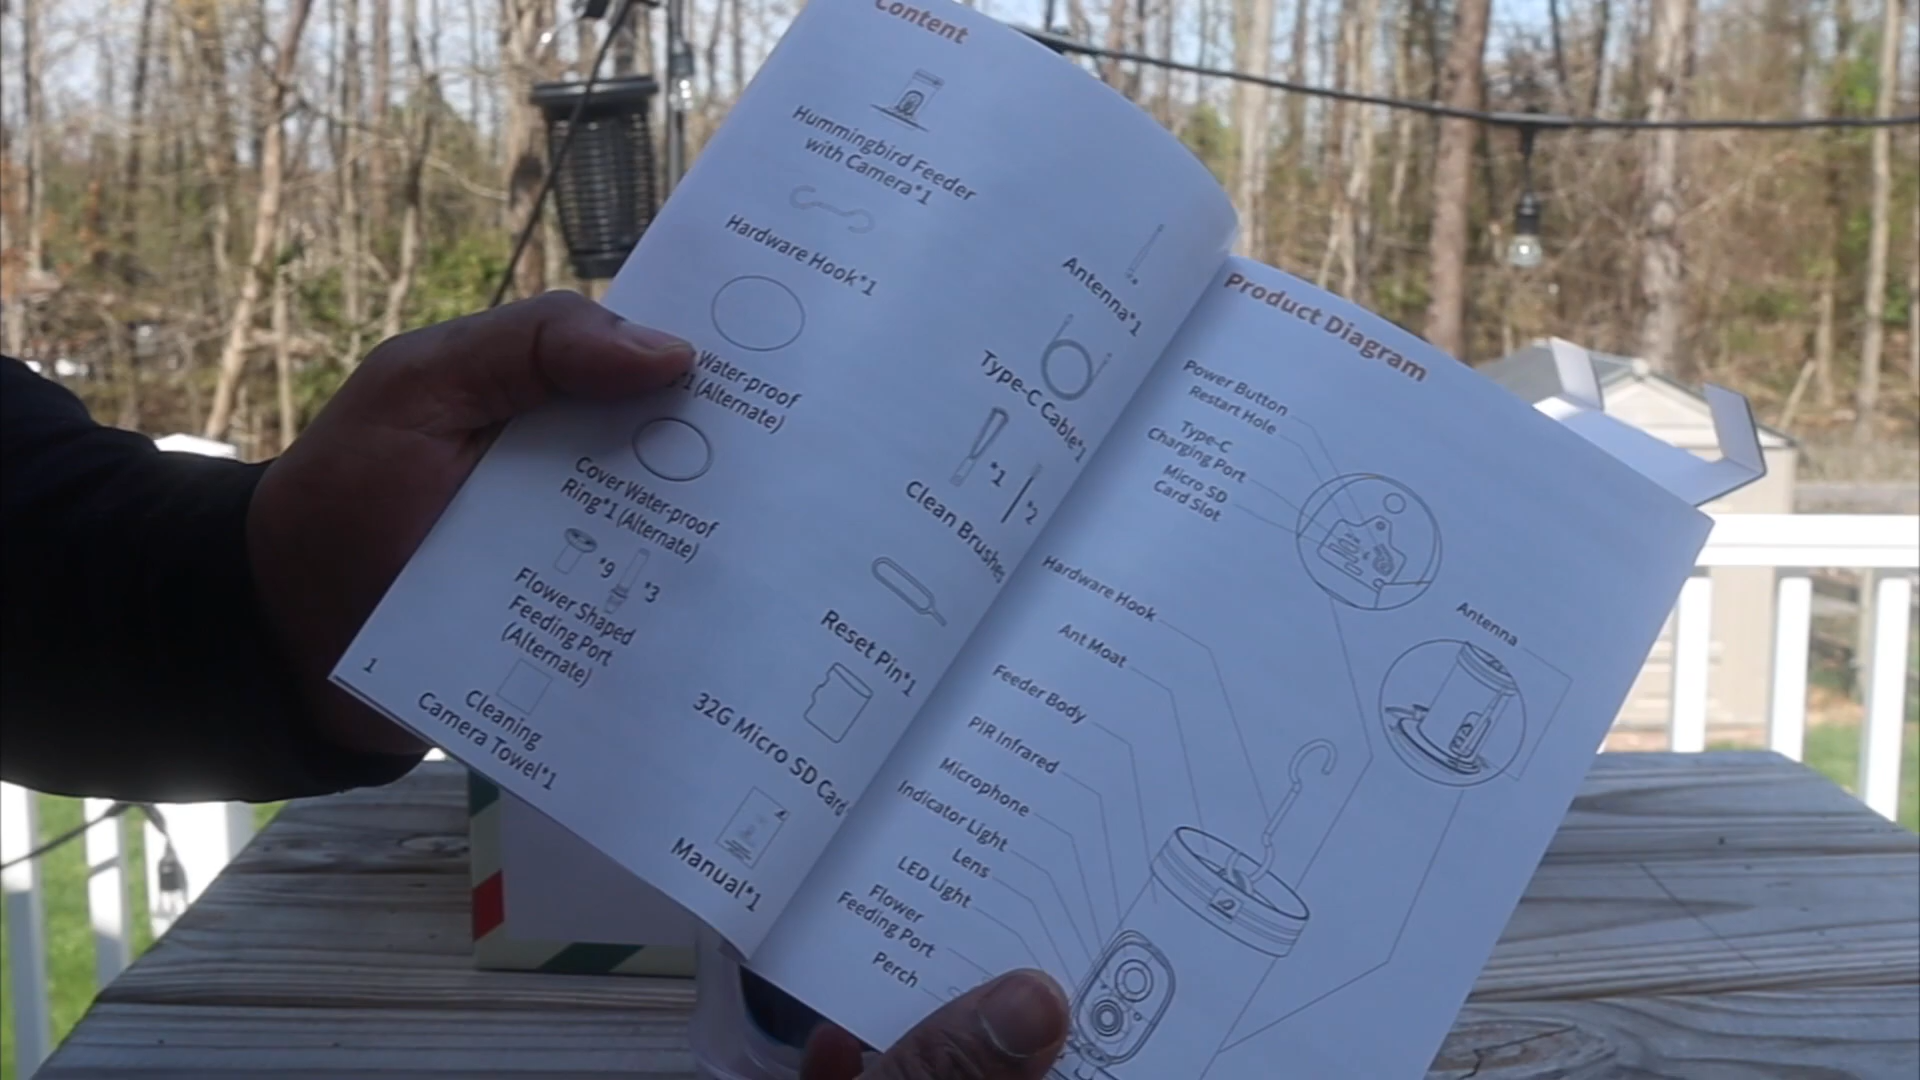 Content
Hummingbird Feeder
with Camera*1
Hardware Hook*1
Water-proof
*1 (Alternate)
Cover Water-proof
Ring*1 (Alternate)
*9
*3
Flower Shaped
Feeding Port
(Alternate)
Cleaning
Camera Towel*1
1
Antenna*1
Type-C Cable*1
*1
*2
Clean Brushes
Reset Pin*1
32G Micro SD Card
Manual*1
Product Diagram
Power Button
Restart Hole
Type-C
Charging Port
Micro SD
Card Slot
Hardware Hook
Ant Moat
Feeder Body
PIR Infrared
Microphone
Indicator Light
Lens
LED Light
Flower
Feeding Port
Perch
Antenna